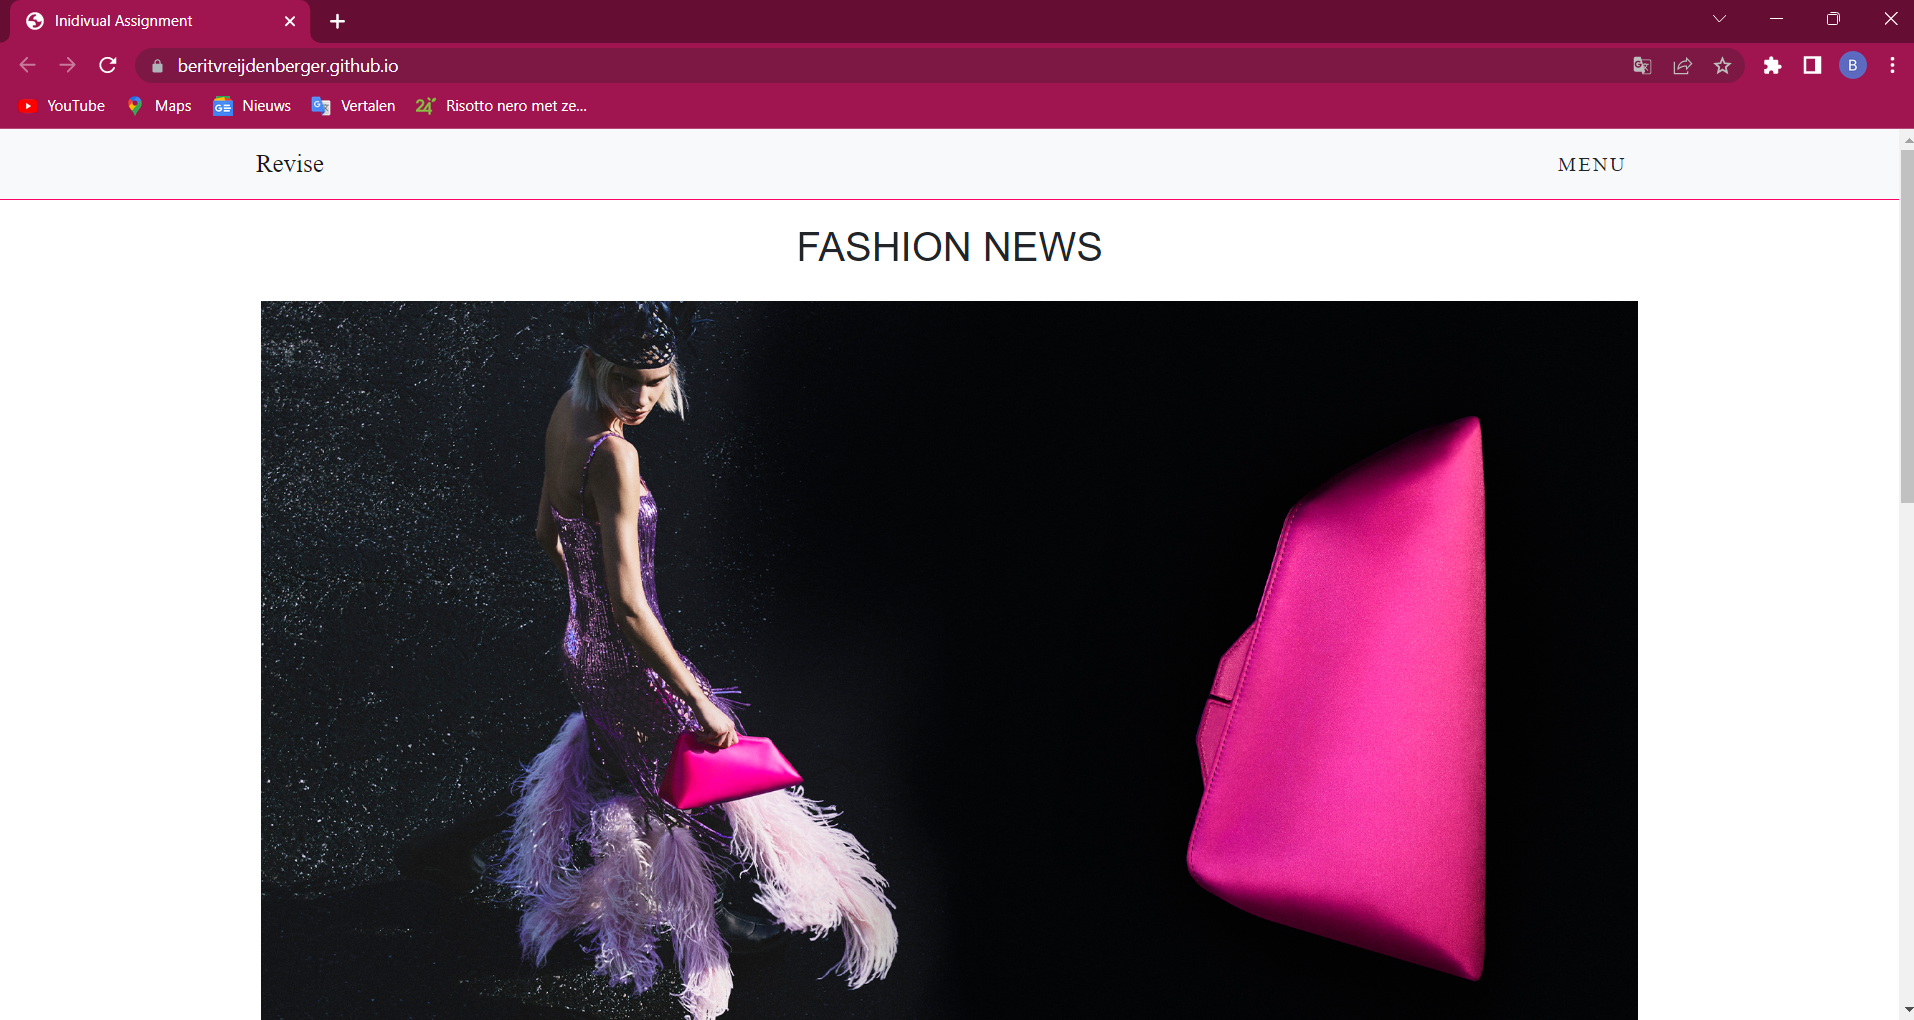 Inidivual Assignment
beritvreijdenberger.github.io
B
YouTube
Maps
Nieuws
Vertalen
Risotto nero met ze...
Revise
MENU
FASHION NEWS